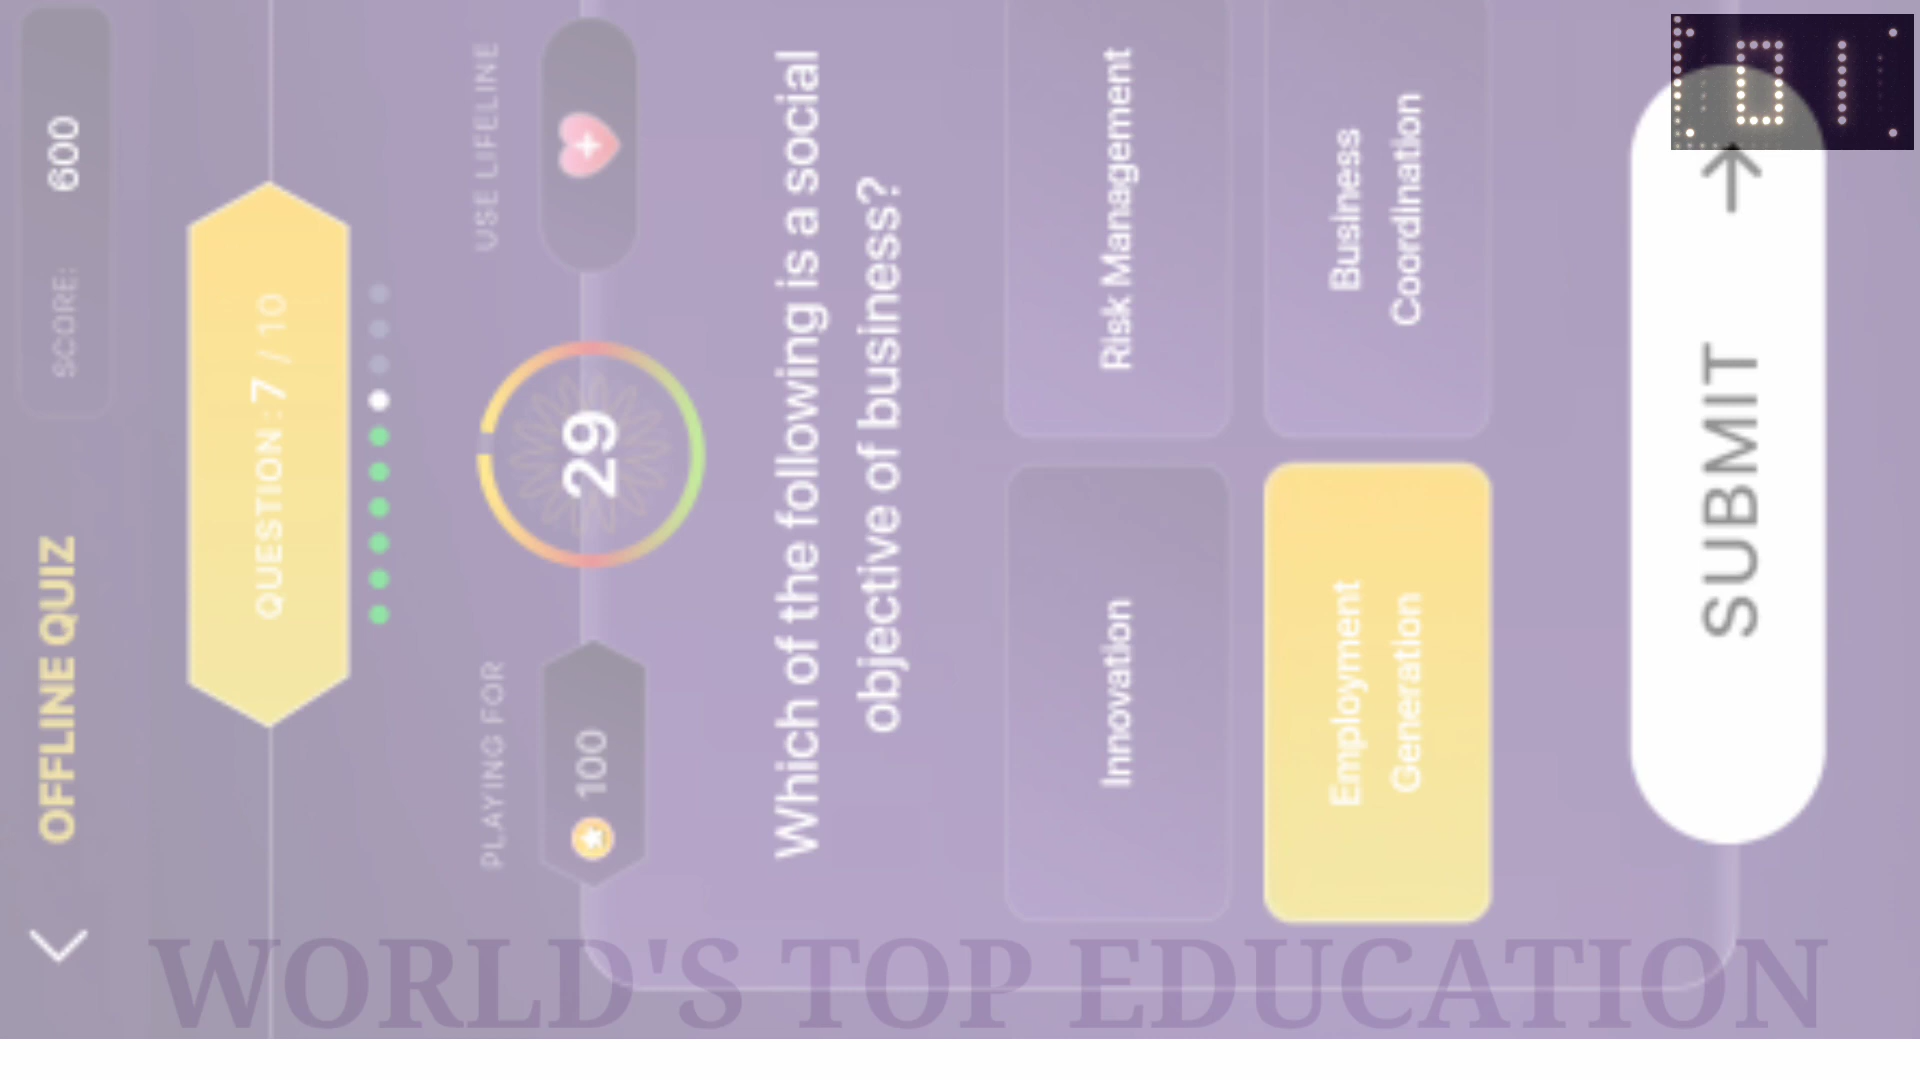 OFFLINE QUIZ
SCORE: 600
QUESTION : 7 / 10
PLAYING FOR
100
29
USE LIFELINE
Which of the following is a social
objective of business?
Innovation
Risk Management
Employment
Generation
Business
Coordination
SUBMIT
01
WORLD'S TOP EDUCATION